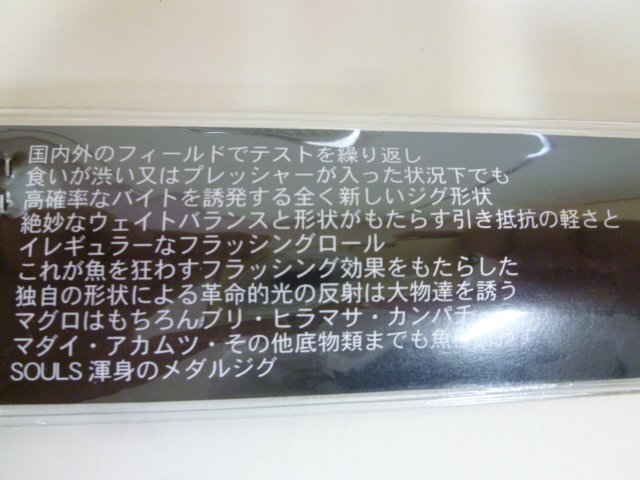 国内外のフィールドでテストを繰り返し
食いが渋い又はプレッシャーが入った状況下でも
高確率なバイトを誘発する全く新しいジグ形状
絶妙なウェイトバランスと形状がもたらす引き抵抗の軽さと
イレギュラーなフラッシングロール
これが魚を狂わすフラッシング効果をもたらした
独自の形状による革命的光の反射は大物達を誘う
マグロはもちろんブリ・ヒラマサ・カンパチ
マダイ・アカムツ・その他底物類までも魚
SOULS 渾身のメダルジグ